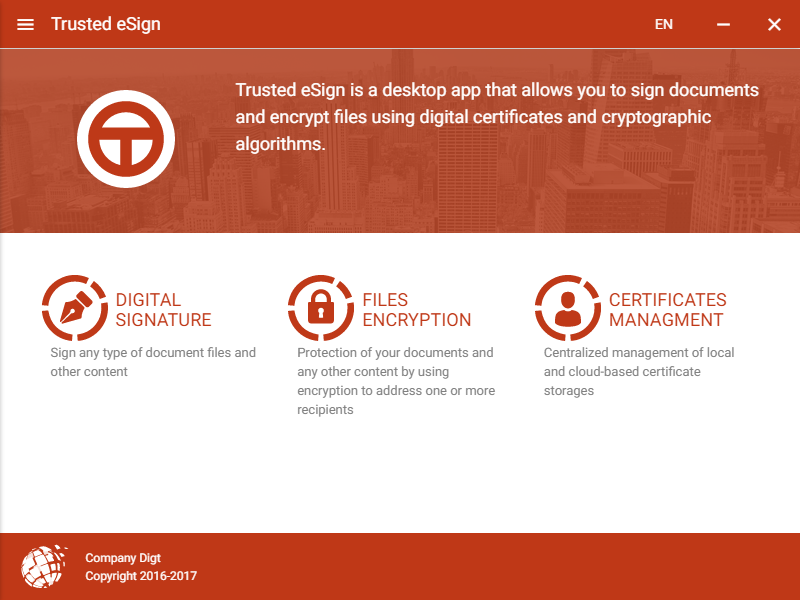 Trusted eSign
EN
Trusted eSign is a desktop app that allows you to sign documents
and encrypt files using digital certificates and cryptographic
algorithms.
DIGITAL
SIGNATURE
Sign any type of document files and
other content
FILES
ENCRYPTION
Protection of your documents and
any other content by using
encryption to address one or more
recipients
CERTIFICATES
MANAGMENT
Centralized management of local
and cloud-based certificate
storages
Company Digt
Copyright 2016-2017